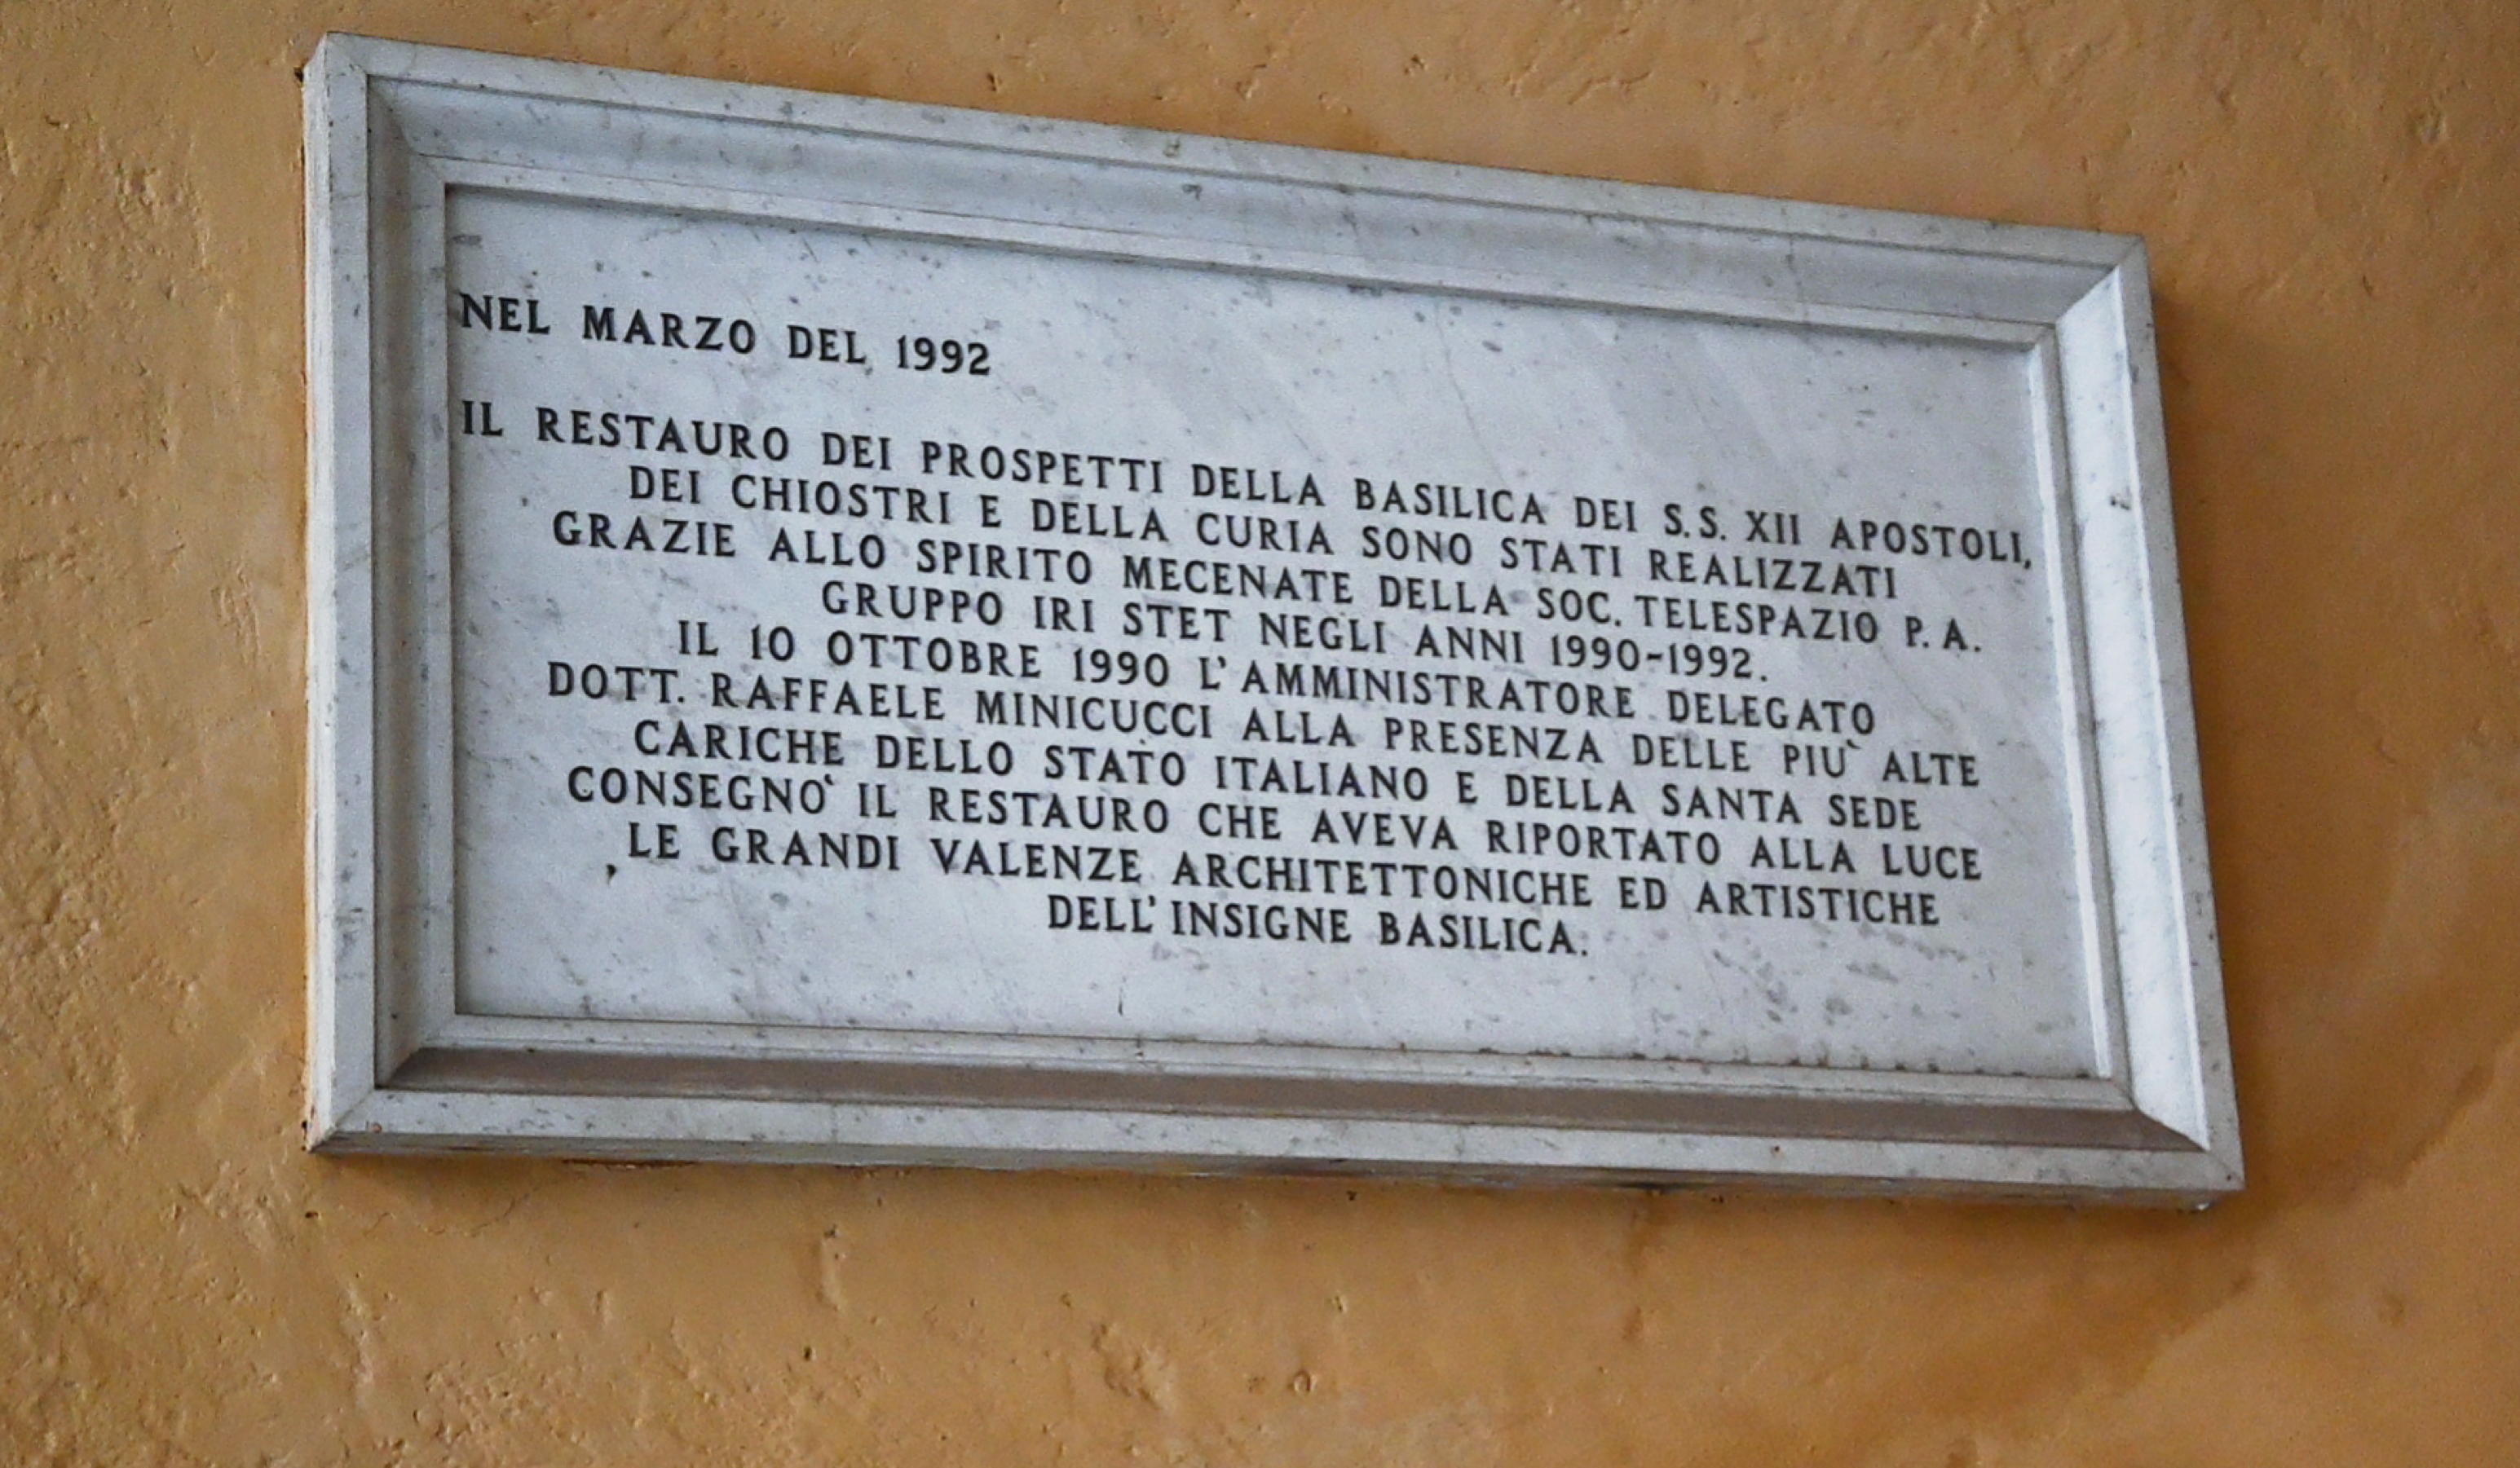 NEL MARZO DEL 1992
IL RESTAURO DEI PROSPETTI DELLA BASILICA DEI S.S. XII APOSTOLI,
DEI CHIOSTRI E DELLA CURIA SONO STATI REALIZZATI
GRAZIE ALLO SPIRITO MECENATE DELLA SOC. TELESPAZIO P. A.
GRUPPO IRI STET NEGLI ANNI 1990-1992.
IL 10 OTTOBRE 1990 L'AMMINISTRATORE DELEGATO
DOTT. RAFFAELE MINICUCCI ALLA PRESENZA DELLE PIU' ALTE
CARICHE DELLO STATO ITALIANO E DELLA SANTA SEDE
CONSEGNO' IL RESTAURO CHE AVEVA RIPORTATO ALLA LUCE
LE GRANDI VALENZE ARCHITETTONICHE ED ARTISTICHE
DELL'INSIGNE BASILICA.